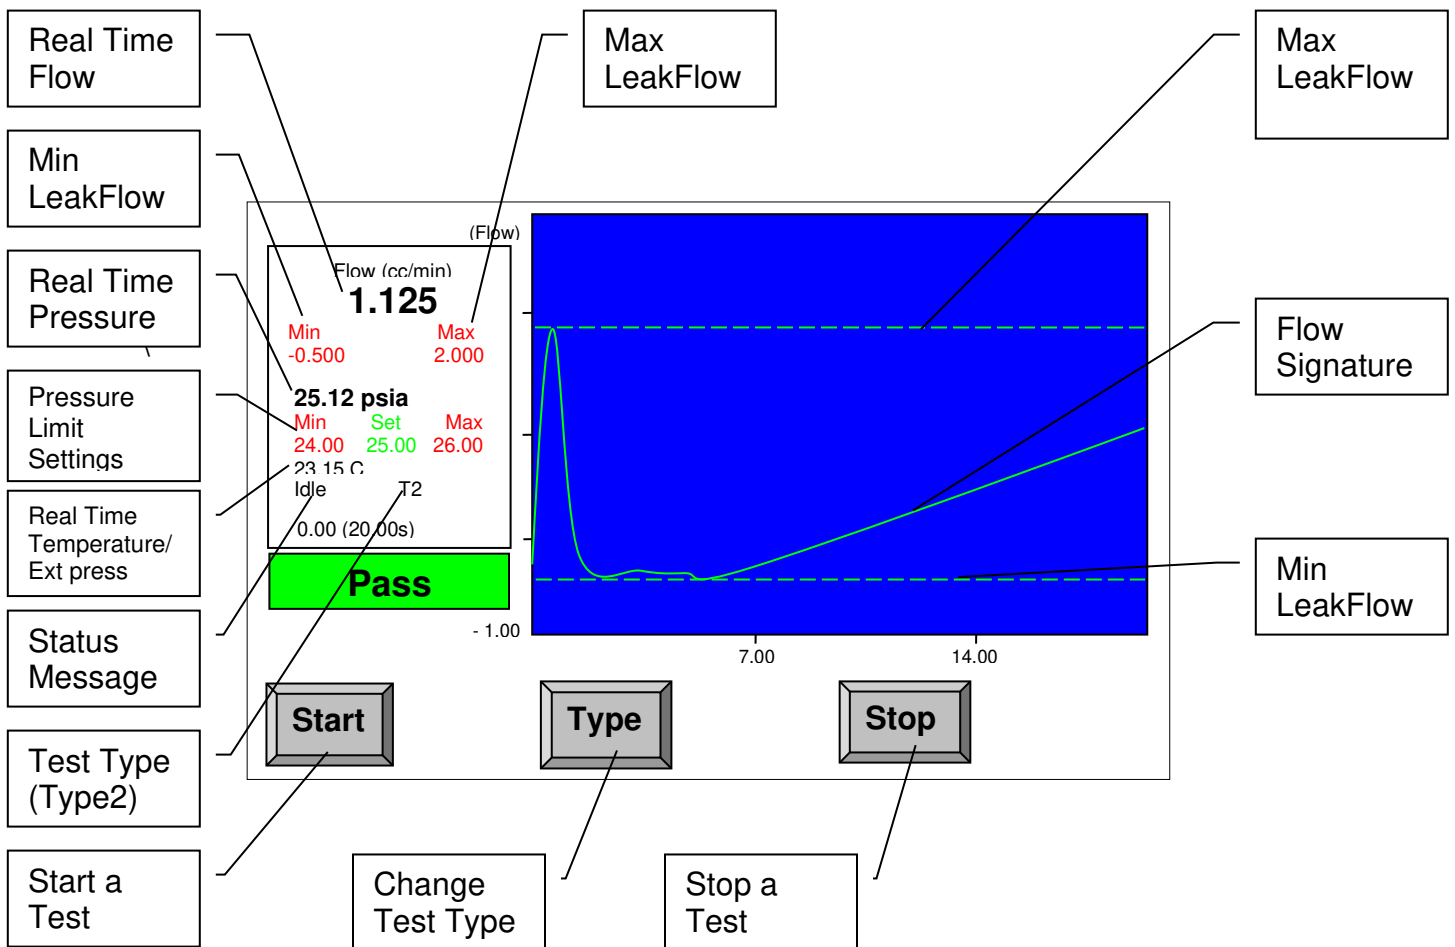 Real Time
Flow
Max
LeakFlow
Max
LeakFlow
Min
LeakFlow
Real Time
Pressure
Pressure
Limit
Settings
Real Time
Temperature/
Ext press
Status
Message
Test Type
(Type2)
Start a
Test
(Flow)
Flow (cc/min)
1.125
Min Max
-0.500 2.000
25.12 psia
Min Set Max
24.00 25.00 26.00
23.15 C
Idle T2
0.00 (20.00s)
Pass
- 1.00
7.00 14.00
Flow
Signature
Min
LeakFlow
Start Type Stop
Change
Test Type
Stop a
Test